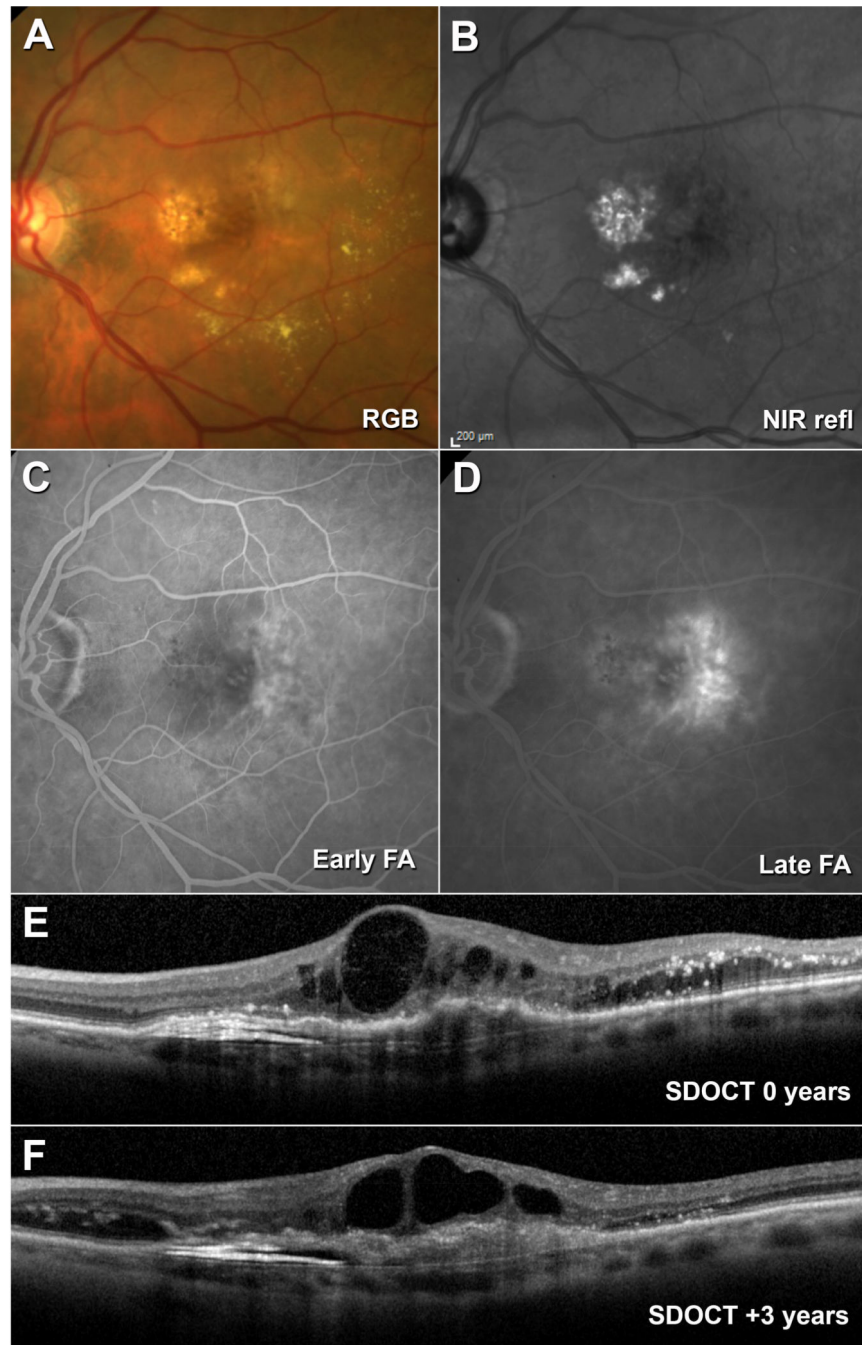 A
B
RGB
200 µm
NIR refl
C
D
Early FA
Late FA
E
SDOCT 0 years
F
SDOCT +3 years